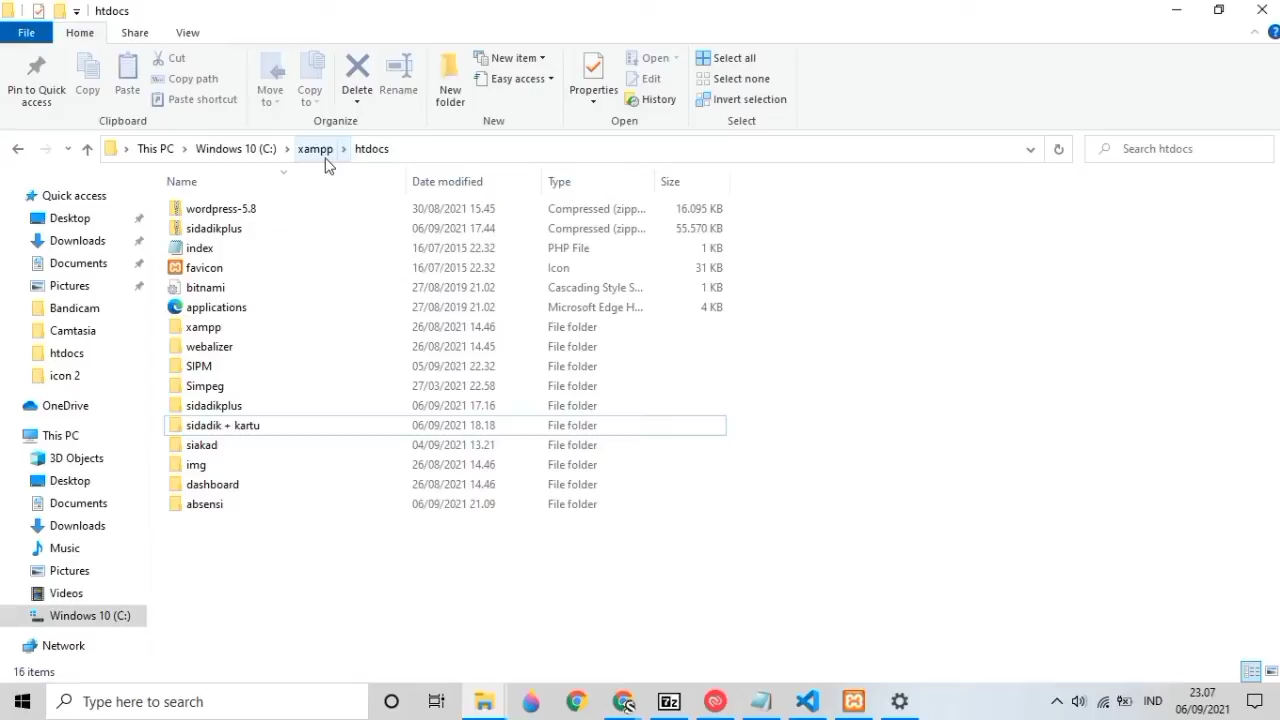 htdocs
File Home Share View
Pin to Quick access
Copy
Paste
Cut
Copy path
Paste shortcut
Clipboard
Move to
Copy to
Delete
Rename
Organize
New folder
New item
Easy access
New
Properties
Open
Edit
History
Open
Select all
Select none
Invert selection
Select
This PC > Windows 10 (C:) > xampp > htdocs
Search htdocs
Name Date modified Type Size
wordpress-5.8 30/08/2021 15.45 Compressed (zipp... 16.095 KB
sidadikplus 06/09/2021 17.44 Compressed (zipp... 55.570 KB
index 16/07/2015 22.32 PHP File 1 KB
favicon 16/07/2015 22.32 Icon 31 KB
bitnami 27/08/2019 21.02 Cascading Style S... 1 KB
applications 27/08/2019 21.02 Microsoft Edge H... 4 KB
xampp 26/08/2021 14.46 File folder
webalizer 26/08/2021 14.45 File folder
SIPM 05/09/2021 22.32 File folder
Simpeg 27/03/2021 22.58 File folder
sidadikplus 06/09/2021 17.16 File folder
sidadik + kartu 06/09/2021 18.18 File folder
siakad 04/09/2021 13.21 File folder
img 26/08/2021 14.46 File folder
dashboard 26/08/2021 14.46 File folder
absensi 06/09/2021 21.09 File folder
Quick access
Desktop
Downloads
Documents
Pictures
Bandicam
Camtasia
htdocs
icon 2
OneDrive
This PC
3D Objects
Desktop
Documents
Downloads
Music
Pictures
Videos
Windows 10 (C:)
Network
16 items
Type here to search
7z
IND
23.07
06/09/2021